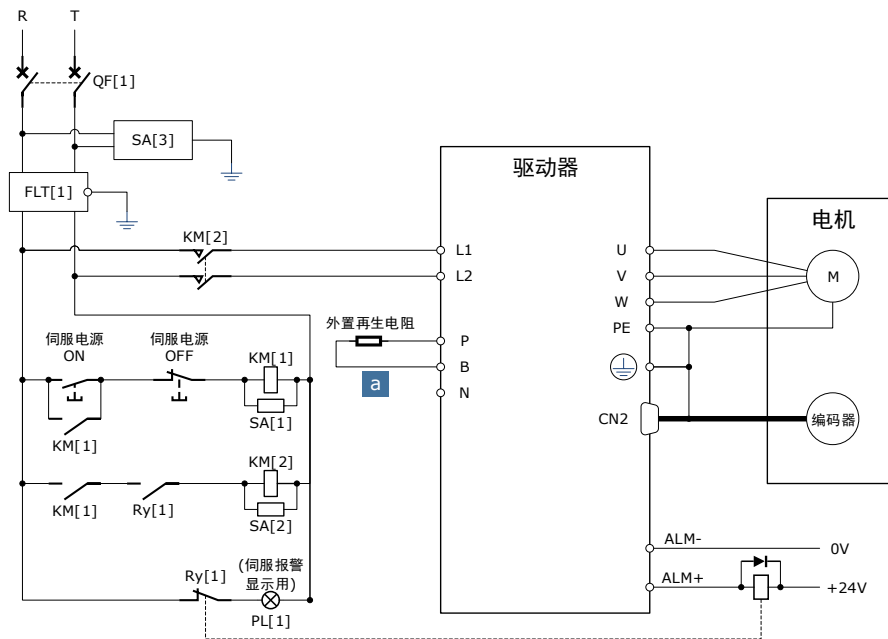 R
T
QF[1]
SA[3]
驱动器
FLT[1]
电机
KM[2]
L1
U
L2
V
M
W
外置再生电阻
PE
伺服电源
ON
伺服电源
OFF
P
KM[1]
B
a
N
SA[1]
CN2
编码器
KM[1]
KM[2]
KM[1]
Ry[1]
SA[2]
ALM-
0V
(伺服报警
显示用)
Ry[1]
ALM+
+24V
PL[1]